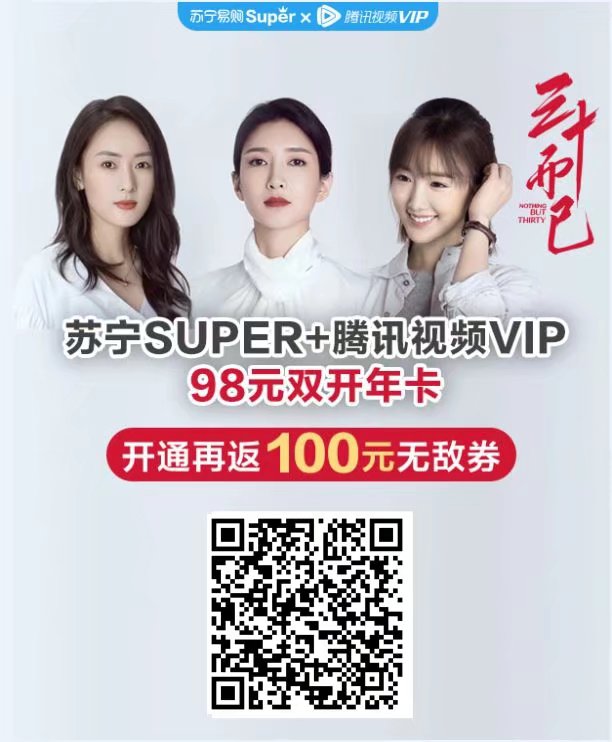 苏宁易购Super × 腾讯视频VIP
三十而已
NOTHING
BUT
THIRTY
苏宁SUPER+腾讯视频VIP
98元双开年卡
开通再返100元无敌券